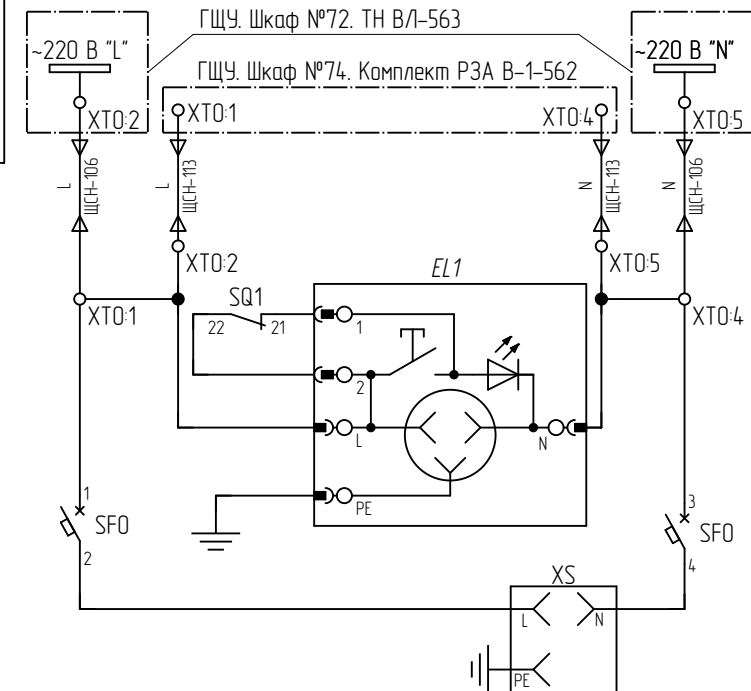 ГЩУ. Шкаф №72. ТН ВЛ-563
~220 В "L"
~220 В "N"
ГЩУ. Шкаф №74. Комплект РЗА В-1-562
XT0:2
XT0:1
XT0:4
XT0:5
L
ЩСН-106
L
ЩСН-113
N
ЩСН-113
N
ЩСН-106
XT0:2
XT0:5
EL1
XT0:1
SQ1
22
21
1
XT0:4
2
L
N
PE
1
SF0
2
3
SF0
4
XS
L
N
PE